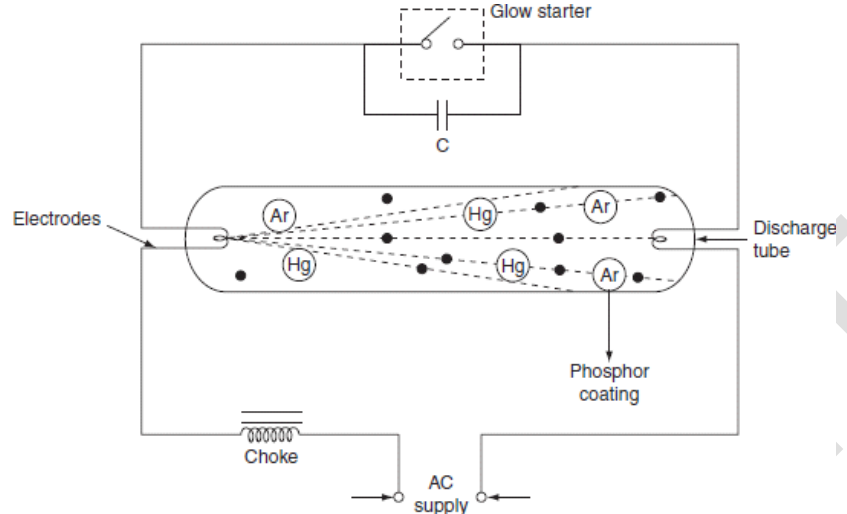 Glow starter
C
Ar
Hg
Ar
Electrodes
Discharge
tube
Hg
Hg
Ar
Phosphor
coating
Choke
AC
supply